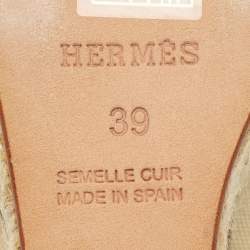 HERMÈS
39
SEMELLE CUIR
MADE IN SPAIN